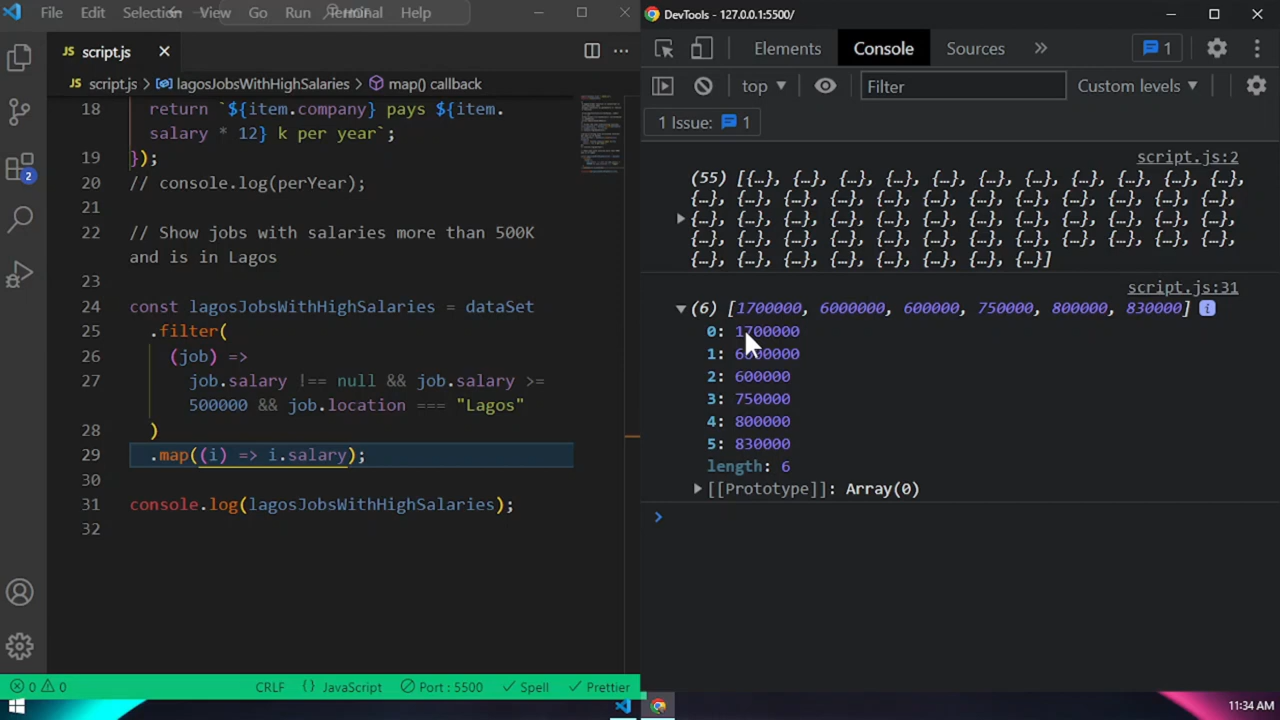 File Edit Selection View Go Run Terminal Help
script.js
script.js > lagosJobsWithHighSalaries > map() callback
18 return `${item.company} pays ${item.
salary * 12} k per year`;
19 });
20 // console.log(perYear);
21
22 // Show jobs with salaries more than 500K
and is in Lagos
23
24 const lagosJobsWithHighSalaries = dataSet
25 .filter(
26 (job) =>
27 job.salary !== null && job.salary >=
500000 && job.location === "Lagos"
28 )
29 .map((i) => i.salary);
30
31 console.log(lagosJobsWithHighSalaries);
32
2
0 0 CRLF {} JavaScript Port : 5500 Spell Prettier
DevTools - 127.0.0.1:5500/
Elements Console Sources » 1
top Filter Custom levels
1 Issue: 1
script.js:2
(55) [{…}, {…}, {…}, {…}, {…}, {…}, {…}, {…}, {…}, {…}, {…}, {…},
{…}, {…}, {…}, {…}, {…}, {…}, {…}, {…}, {…}, {…}, {…}, {…},
{…}, {…}, {…}, {…}, {…}, {…}, {…}, {…}, {…}, {…}, {…}, {…},
{…}, {…}, {…}, {…}, {…}, {…}, {…}, {…}, {…}, {…}, {…}, {…},
{…}, {…}, {…}, {…}, {…}, {…}, {…}, {…}]
script.js:31
(6) [1700000, 6000000, 600000, 750000, 800000, 830000] i
0: 1700000
1: 6000000
2: 600000
3: 750000
4: 800000
5: 830000
length: 6
[[Prototype]]: Array(0)
11:34 AM